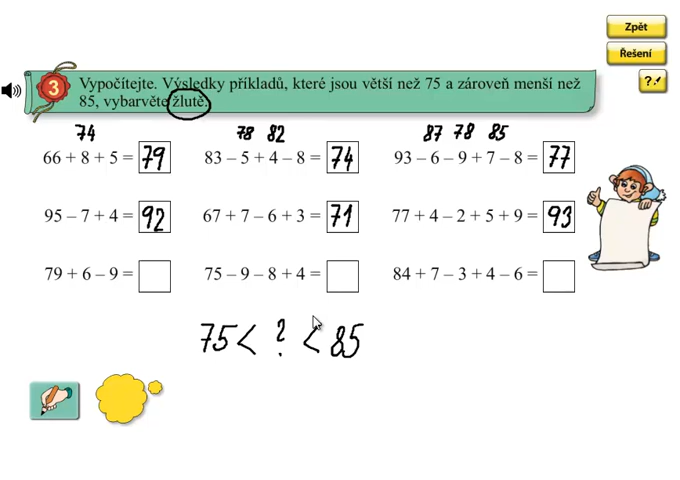 Zpět
Řešení
?
3 Vypočítejte. Výsledky příkladů, které jsou větší než 75 a zároveň menší než
85, vybarvěte žlutě.
74 78 82 87 78 85
66 + 8 + 5 = 79 83 – 5 + 4 – 8 = 74 93 – 6 – 9 + 7 – 8 = 77
95 – 7 + 4 = 92 67 + 7 – 6 + 3 = 71 77 + 4 – 2 + 5 + 9 = 93
79 + 6 – 9 = 75 – 9 – 8 + 4 = 84 + 7 – 3 + 4 – 6 =
75 < ? < 85